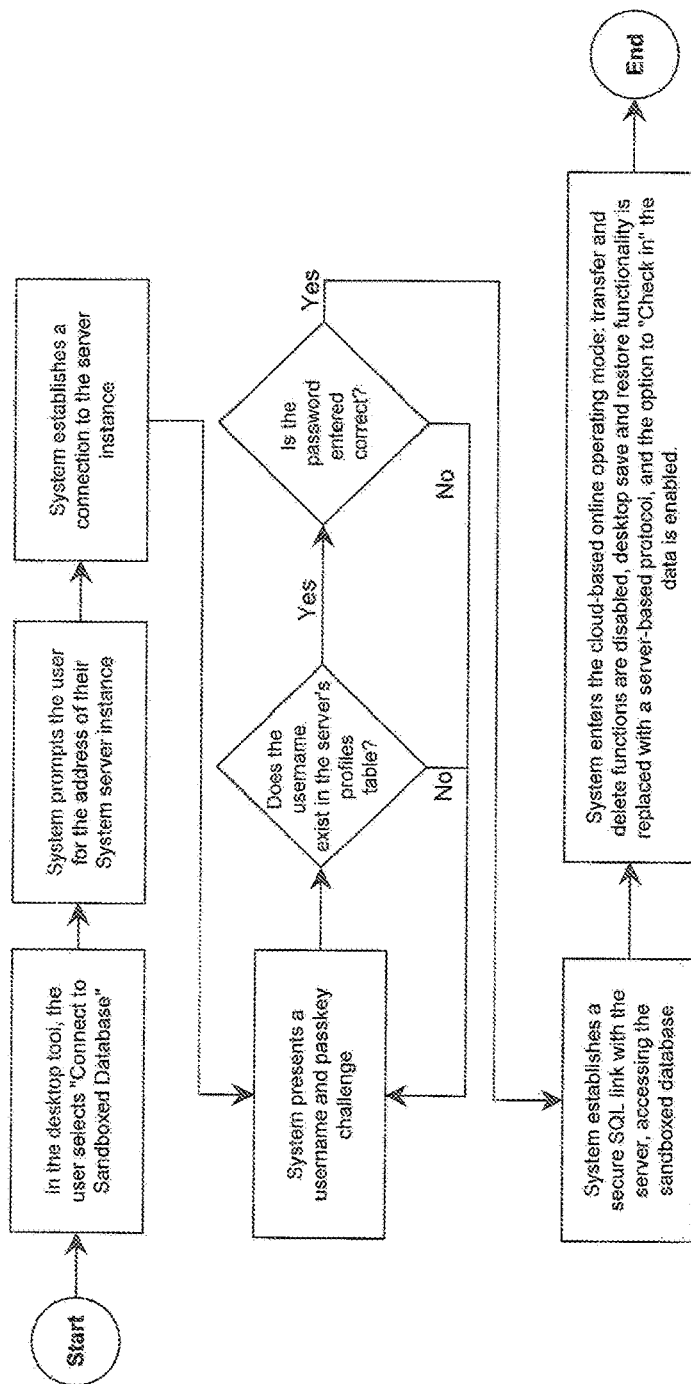 Start
In the desktop tool, the
user selects "Connect to
Sandboxed Database"
System prompts the user
for the address of their
System server instance
System establishes a
connection to the server
instance
System presents a
username and passkey
challenge
Does the
username
exist in the server's
profiles
table?
Yes
No
Is the
password
entered
correct?
Yes
No
System establishes a
secure SQL link with the
server, accessing the
sandboxed database
System enters the cloud-based online operating mode: transfer and
delete functions are disabled, desktop save and restore functionality is
replaced with a server-based protocol, and the option to "Check in" the
data is enabled.
End